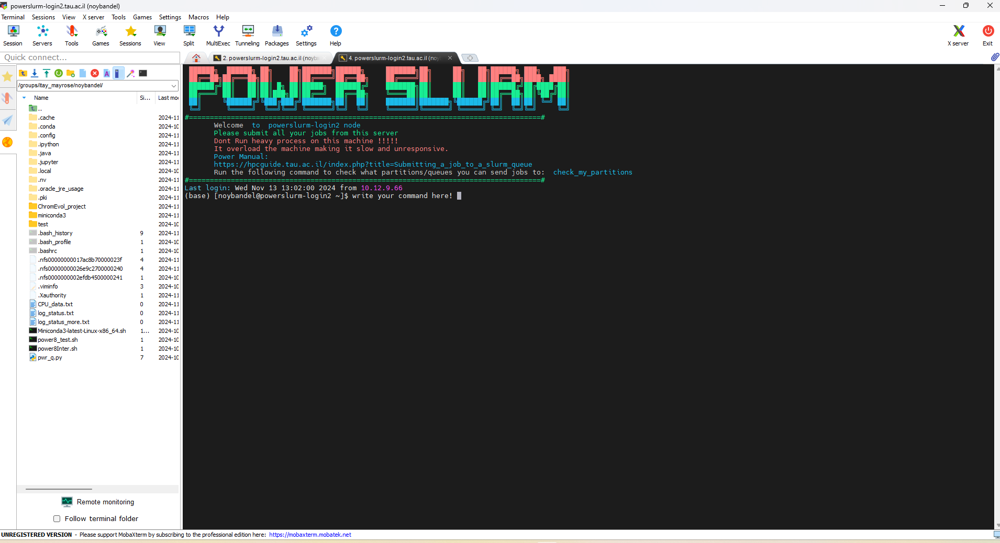 powerslurm-login2.tau.ac.il (noybandel)
Terminal Sessions View X server Tools Games Settings Macros Help
Session Servers Tools Games Sessions View Split MultiExec Tunneling Packages Settings Help X server Exit
Quick connect...
2. powerslurm-login2.tau.ac.il (noyba
4. powerslurm-login2.tau.ac.il (noy
/groups/itay_mayrose/noybandel/
Name Si... Last mo
..
.cache 2024-11
.conda 2024-10
.config 2024-11
.ipython 2024-11
.java 2024-11
.jupyter 2024-11
.local 2024-10
.nv 2024-11
.oracle_jre_usage 2024-11
.pki 2024-11
ChromEvol_project 2024-11
miniconda3 2024-11
test 2024-10
.bash_history 9 2024-11
.bash_profile 1 2024-10
.bashrc 1 2024-10
.nfs00000000017ac8b70000023f 4 2024-11
.nfs00000000026e9c2700000240 4 2024-11
.nfs0000000002efdb4500000241 1 2024-10
.viminfo 3 2024-10
.Xauthority 1 2024-11
CPU_data.txt 0 2024-11
log_status.txt 0 2024-11
log_status_more.txt 0 2024-11
Miniconda3-latest-Linux-x86_64.sh 1... 2024-10
power8_test.sh 1 2024-10
power8Inter.sh 1 2024-10
pwr_q.py 7 2024-10
Remote monitoring
Follow terminal folder
POWER SLURM
#====================================================================================#
Welcome to powerslurm-login2 node
Please submit all your jobs from this server
Dont Run heavy process on this machine !!!!!
It overload the machine making it slow and unresponsive.
Power Manual:
https://hpcguide.tau.ac.il/index.php?title=Submitting_a_job_to_a_slurm_queue
Run the following command to check what partitions/queues you can send jobs to: check_my_partitions
#====================================================================================#
Last login: Wed Nov 13 13:02:00 2024 from 10.12.9.66
(base) [noybandel@powerslurm-login2 ~]$ write your command here!
UNREGISTERED VERSION - Please support MobaXterm by subscribing to the professional edition here: https://mobaxterm.mobatek.net